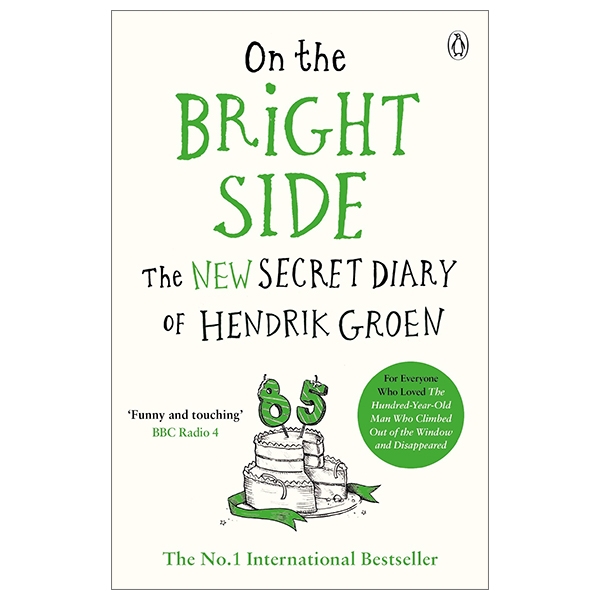 On the
BRiGHT
SIDE
The NEW SECRET DIARY
OF HENDRIK GROEN
85
'Funny and touching'
BBC Radio 4
For Everyone
Who Loved The
Hundred-Year-Old
Man Who Climbed
Out of the Window
and Disappeared
The No.1 International Bestseller